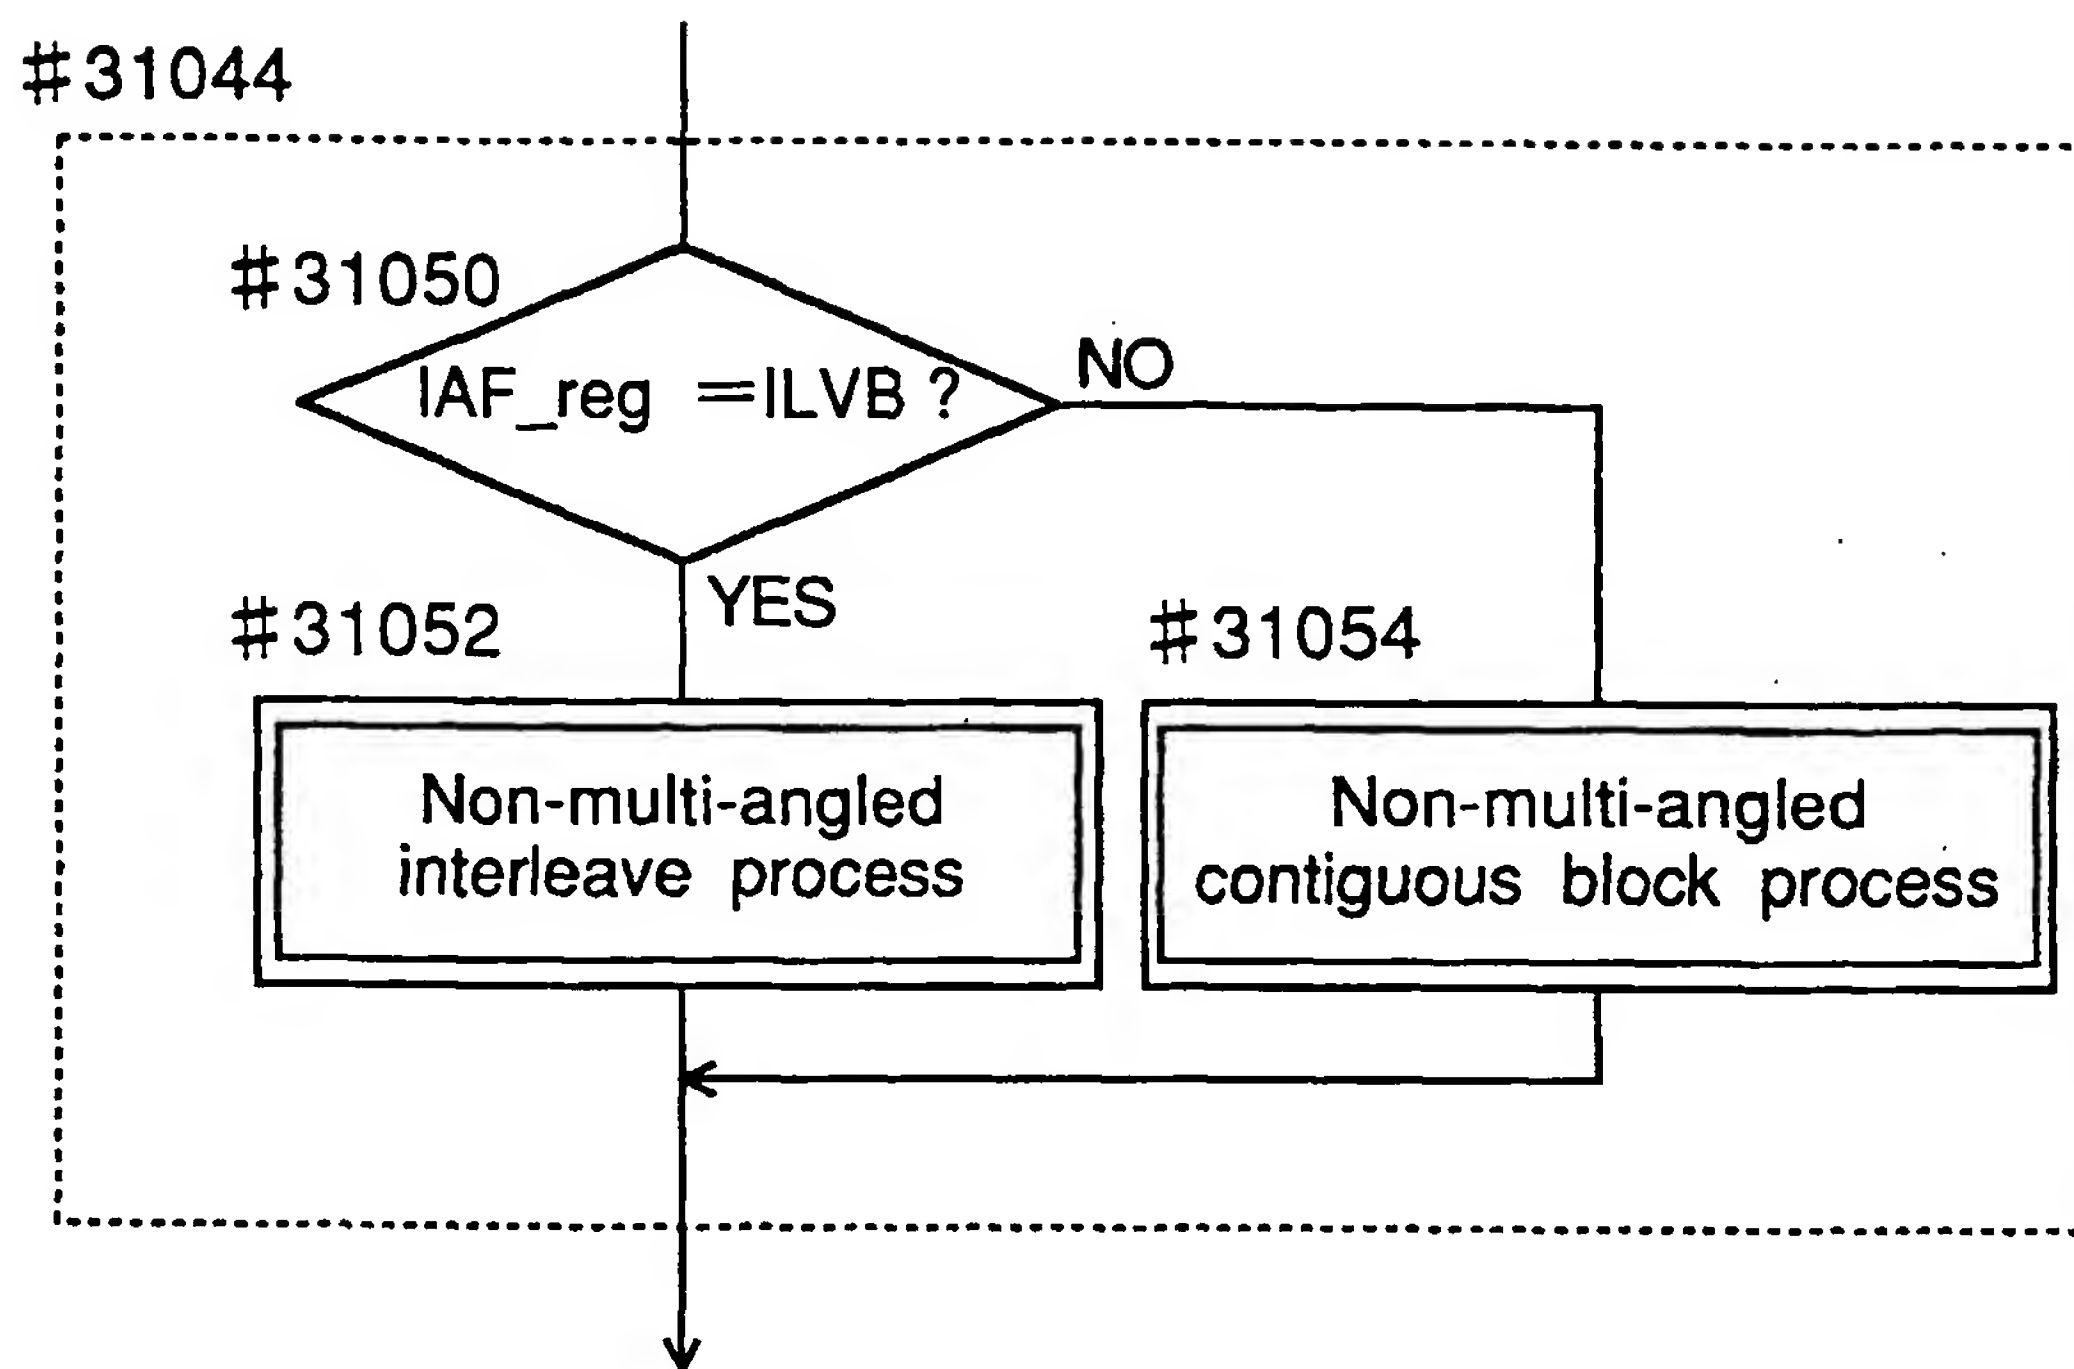 #31044
#31050
IAF_reg =ILVB ?
NO
YES
#31052
#31054
Non-multi-angled
interleave process
Non-multi-angled
contiguous block process